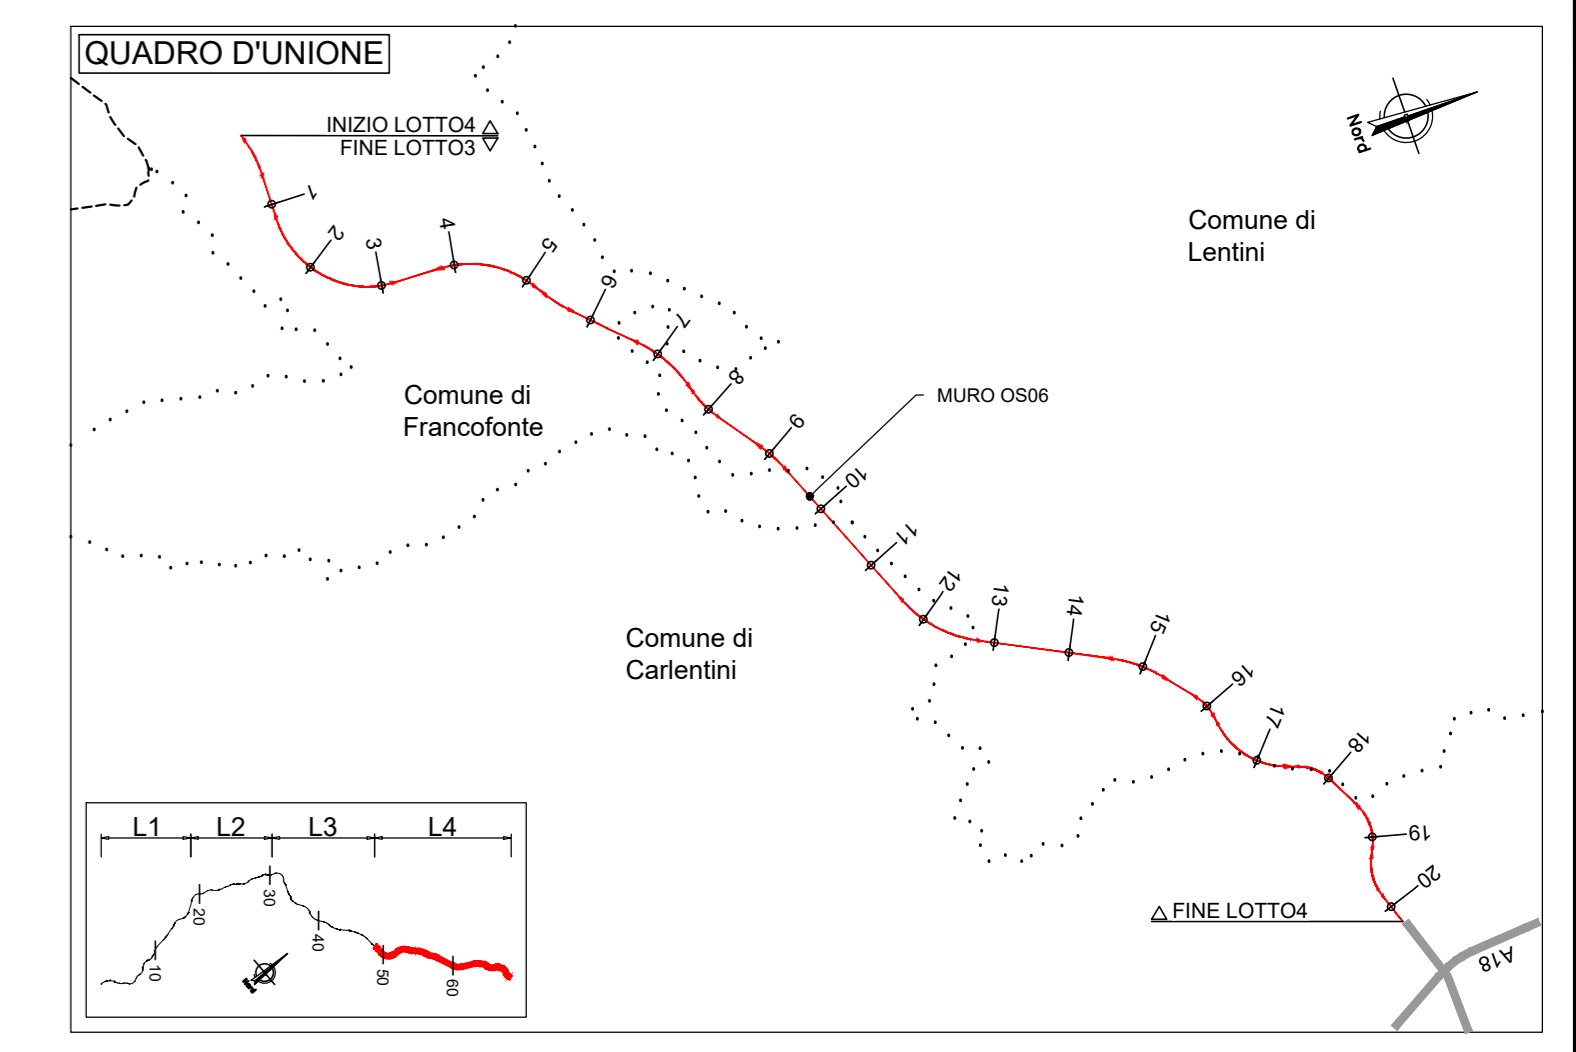 QUADRO D'UNIONE
INIZIO LOTTO4
FINE LOTTO3
Nord
Comune di
Lentini
1
2
3
4
5
6
7
8
9
10
11
12
13
14
15
16
17
18
19
20
Comune di
Francofonte
MURO OS06
Comune di
Carlentini
FINE LOTTO4
A18
L1
L2
L3
L4
10
20
30
40
50
60
Nord